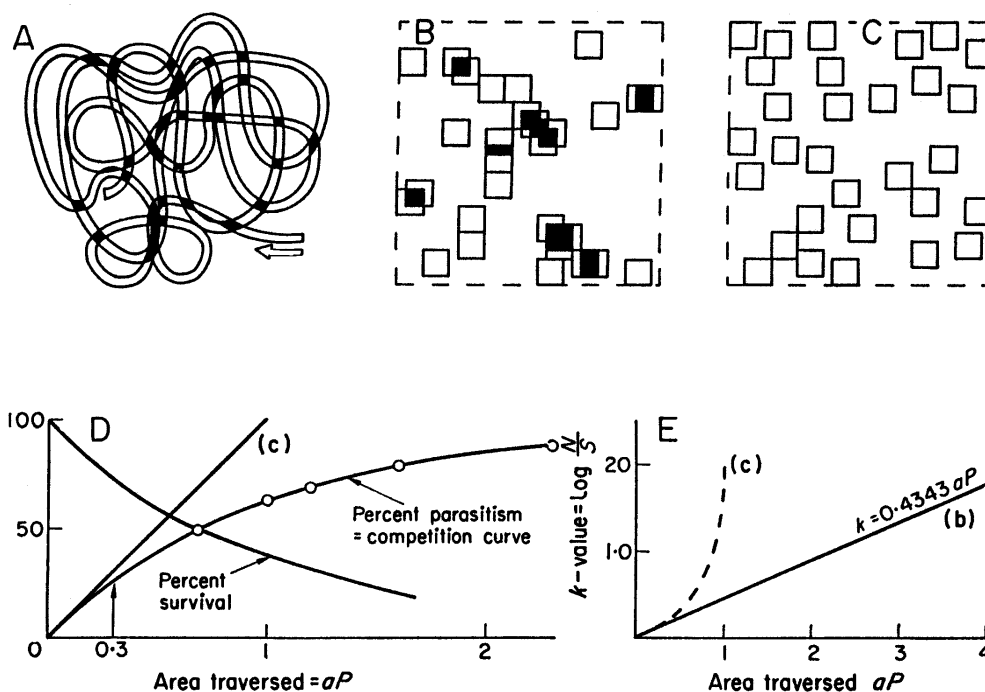 A
B
C
100
50
0
D
(c)
Percent parasitism
= competition curve
Percent
survival
0·3
1
2
Area traversed = aP
k-value = Log N/S
20
1·0
E
(c)
k = 0·4343 aP
(b)
1
2
3
4
Area traversed aP